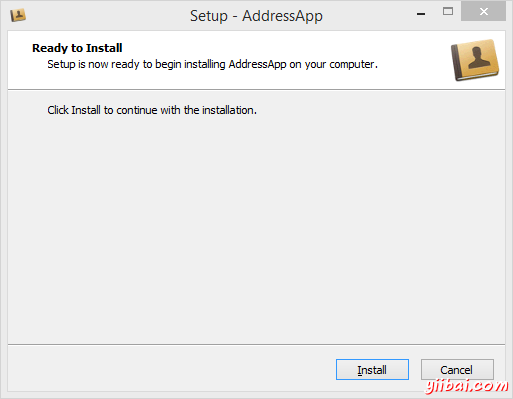 Setup - AddressApp
Ready to Install
Setup is now ready to begin installing AddressApp on your computer.
Click Install to continue with the installation.
Install
Cancel
yiibai.com